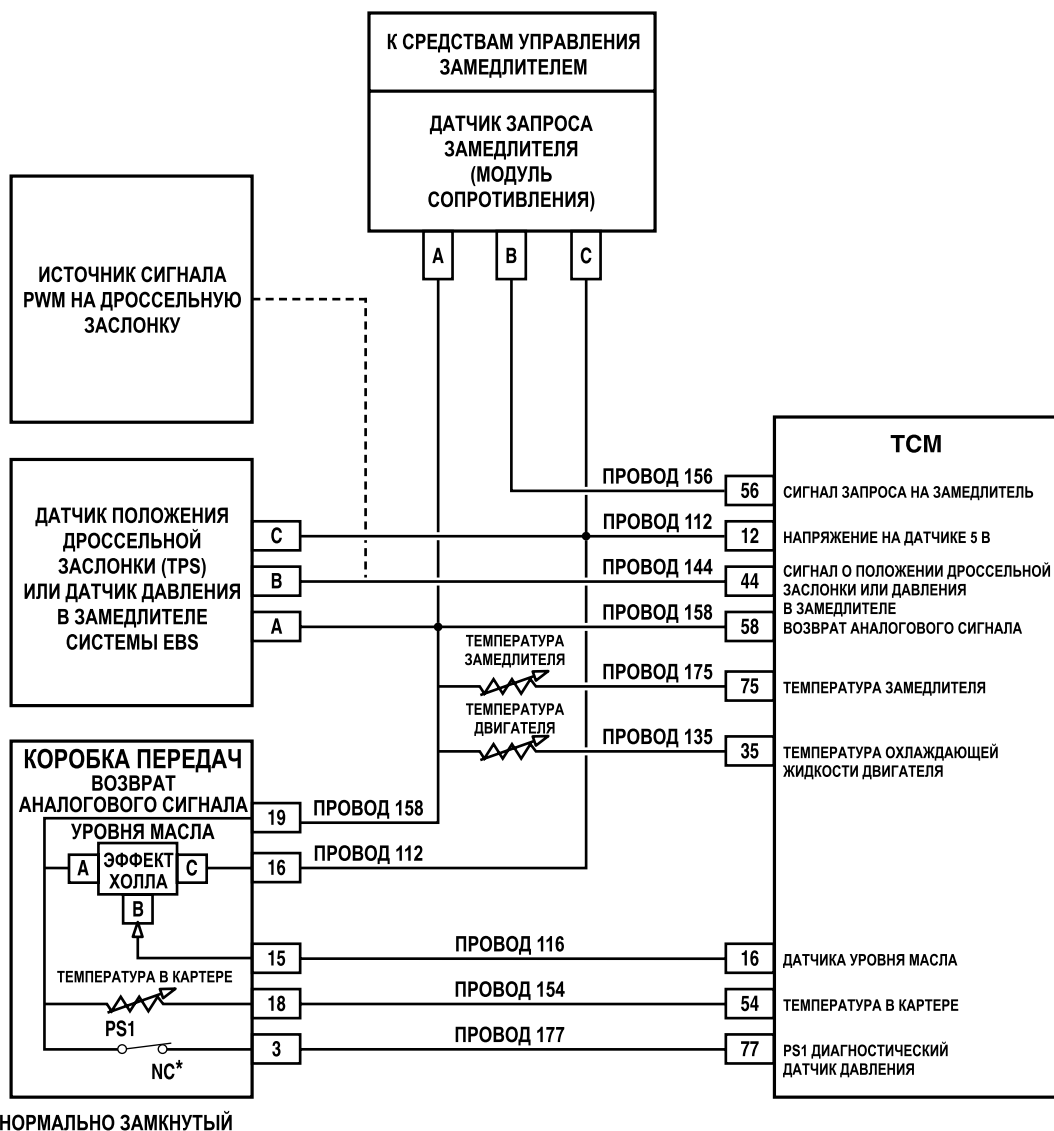 К СРЕДСТВАМ УПРАВЛЕНИЯ
ЗАМЕДЛИТЕЛЕМ
ДАТЧИК ЗАПРОСА
ЗАМЕДЛИТЕЛЯ
(МОДУЛЬ
СОПРОТИВЛЕНИЯ)
A
B
C
ИСТОЧНИК СИГНАЛА
PWM НА ДРОССЕЛЬНУЮ
ЗАСЛОНКУ
ДАТЧИК ПОЛОЖЕНИЯ
ДРОССЕЛЬНОЙ
ЗАСЛОНКИ (TPS)
ИЛИ ДАТЧИК ДАВЛЕНИЯ
В ЗАМЕДЛИТЕЛЕ
СИСТЕМЫ EBS
C
B
A
ПРОВОД 156
ПРОВОД 112
ПРОВОД 144
ПРОВОД 158
ТЕМПЕРАТУРА
ЗАМЕДЛИТЕЛЯ
ПРОВОД 175
ТЕМПЕРАТУРА
ДВИГАТЕЛЯ
ПРОВОД 135
TCM
56 СИГНАЛ ЗАПРОСА НА ЗАМЕДЛИТЕЛЬ
12 НАПРЯЖЕНИЕ НА ДАТЧИКЕ 5 В
44 СИГНАЛ О ПОЛОЖЕНИИ ДРОССЕЛЬНОЙ
ЗАСЛОНКИ ИЛИ ДАВЛЕНИЯ
В ЗАМЕДЛИТЕЛЕ
58 ВОЗВРАТ АНАЛОГОВОГО СИГНАЛА
75 ТЕМПЕРАТУРА ЗАМЕДЛИТЕЛЯ
35 ТЕМПЕРАТУРА ОХЛАЖДАЮЩЕЙ
ЖИДКОСТИ ДВИГАТЕЛЯ
КОРОБКА ПЕРЕДАЧ
ВОЗВРАТ
АНАЛОГОВОГО СИГНАЛА
19 ПРОВОД 158
УРОВНЯ МАСЛА
A ЭФФЕКТ
ХОЛЛА C
B
16 ПРОВОД 112
15 ПРОВОД 116 16 ДАТЧИКА УРОВНЯ МАСЛА
ТЕМПЕРАТУРА В КАРТЕРЕ
18 ПРОВОД 154 54 ТЕМПЕРАТУРА В КАРТЕРЕ
PS1
3 ПРОВОД 177 77 PS1 ДИАГНОСТИЧЕСКИЙ
ДАТЧИК ДАВЛЕНИЯ
NC*
НОРМАЛЬНО ЗАМКНУТЫЙ